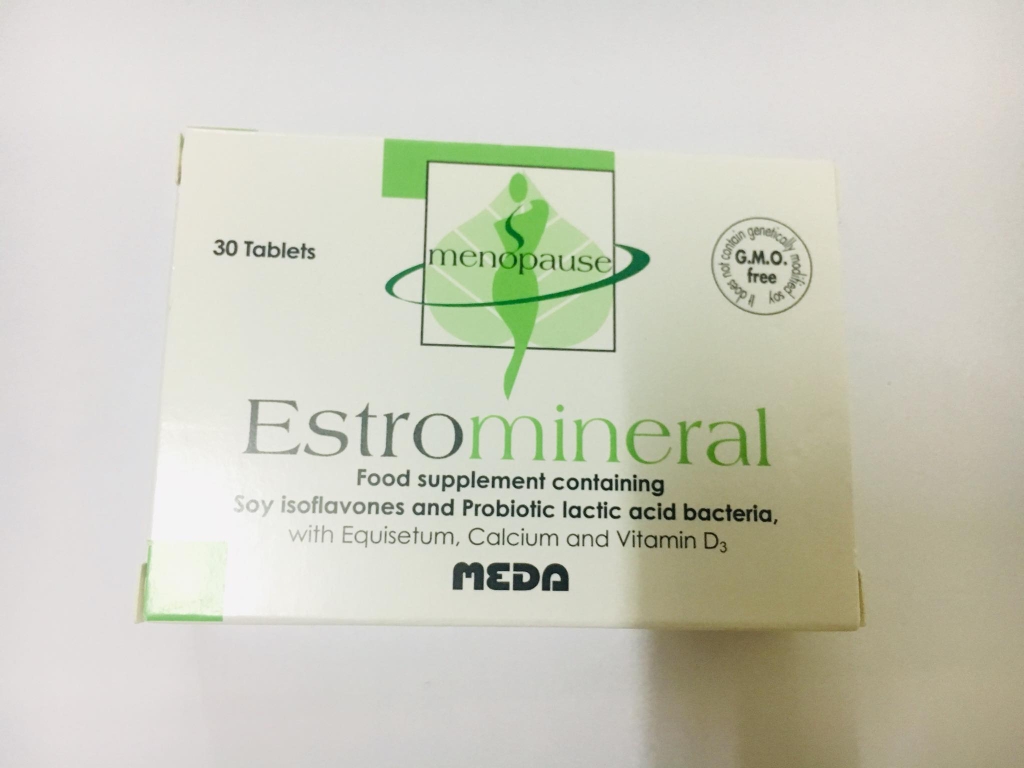 30 Tablets
menopause
It does not contain genetically modified soy
G.M.O.
free
Estromineral
Food supplement containing
Soy isoflavones and Probiotic lactic acid bacteria,
with Equisetum, Calcium and Vitamin D₃
MEDA